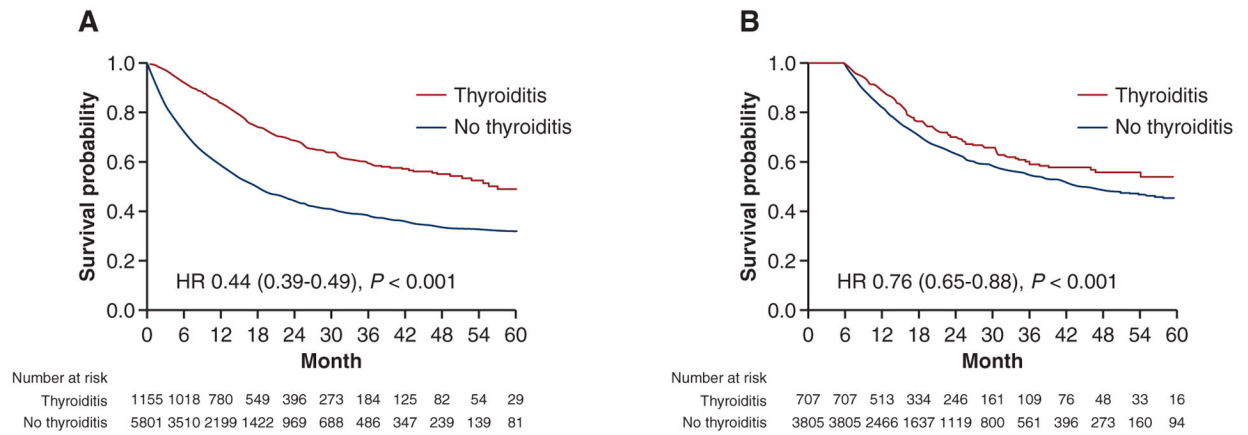 A
1.0
0.8
0.6
0.4
0.2
0.0
Survival probability
Thyroiditis
No thyroiditis
HR 0.44 (0.39-0.49), P < 0.001
0 6 12 18 24 30 36 42 48 54 60
Month
Number at risk
Thyroiditis 1155 1018 780 549 396 273 184 125 82 54 29
No thyroiditis 5801 3510 2199 1422 969 688 486 347 239 139 81
B
1.0
0.8
0.6
0.4
0.2
0.0
Survival probability
Thyroiditis
No thyroiditis
HR 0.76 (0.65-0.88), P < 0.001
0 6 12 18 24 30 36 42 48 54 60
Month
Number at risk
Thyroiditis 707 707 513 334 246 161 109 76 48 33 16
No thyroiditis 3805 3805 2466 1637 1119 800 561 396 273 160 94